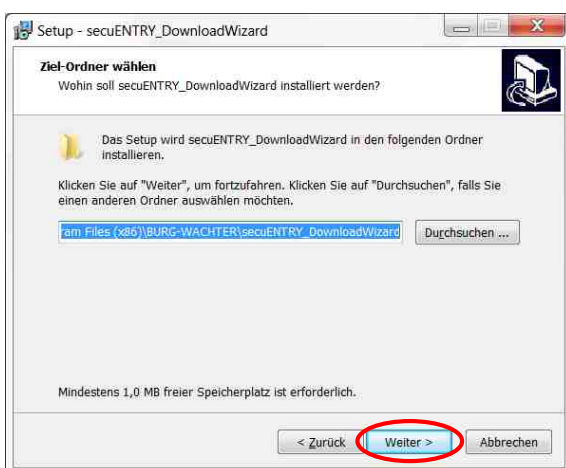 Setup - secuENTRY_DownloadWizard
Ziel-Ordner wählen
Wohin soll secuENTRY_DownloadWizard installiert werden?
Das Setup wird secuENTRY_DownloadWizard in den folgenden Ordner
installieren.
Klicken Sie auf "Weiter", um fortzufahren. Klicken Sie auf "Durchsuchen", falls Sie
einen anderen Ordner auswählen möchten.
ram Files (x86)\BURG-WACHTER\secuENTRY_DownloadWizard Durchsuchen ...
Mindestens 1,0 MB freier Speicherplatz ist erforderlich.
< Zurück Weiter > Abbrechen